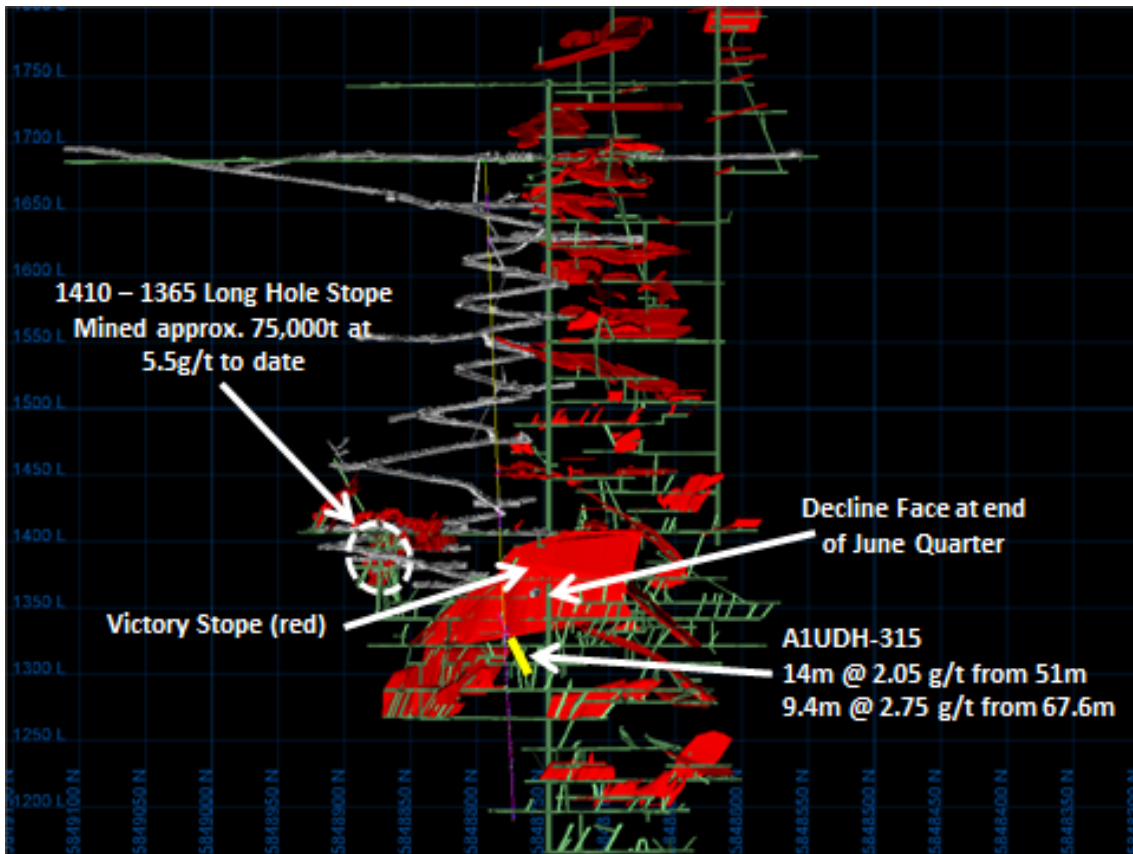 1750 L
1700 L
1650 L
1600 L
1410 – 1365 Long Hole Stope
Mined approx. 75,000t at
5.5g/t to date
1550 L
1500 L
1450 L
Decline Face at end
of June Quarter
1400 L
1350 L
Victory Stope (red)
A1UDH-315
14m @ 2.05 g/t from 51m
9.4m @ 2.75 g/t from 67.6m
1300 L
1250 L
1200 L
5849100 N
5849050 N
5849000 N
5848950 N
5848900 N
5848850 N
5848800 N
5848600 N
5848550 N
5848500 N
5848450 N
5848400 N
5848350 N